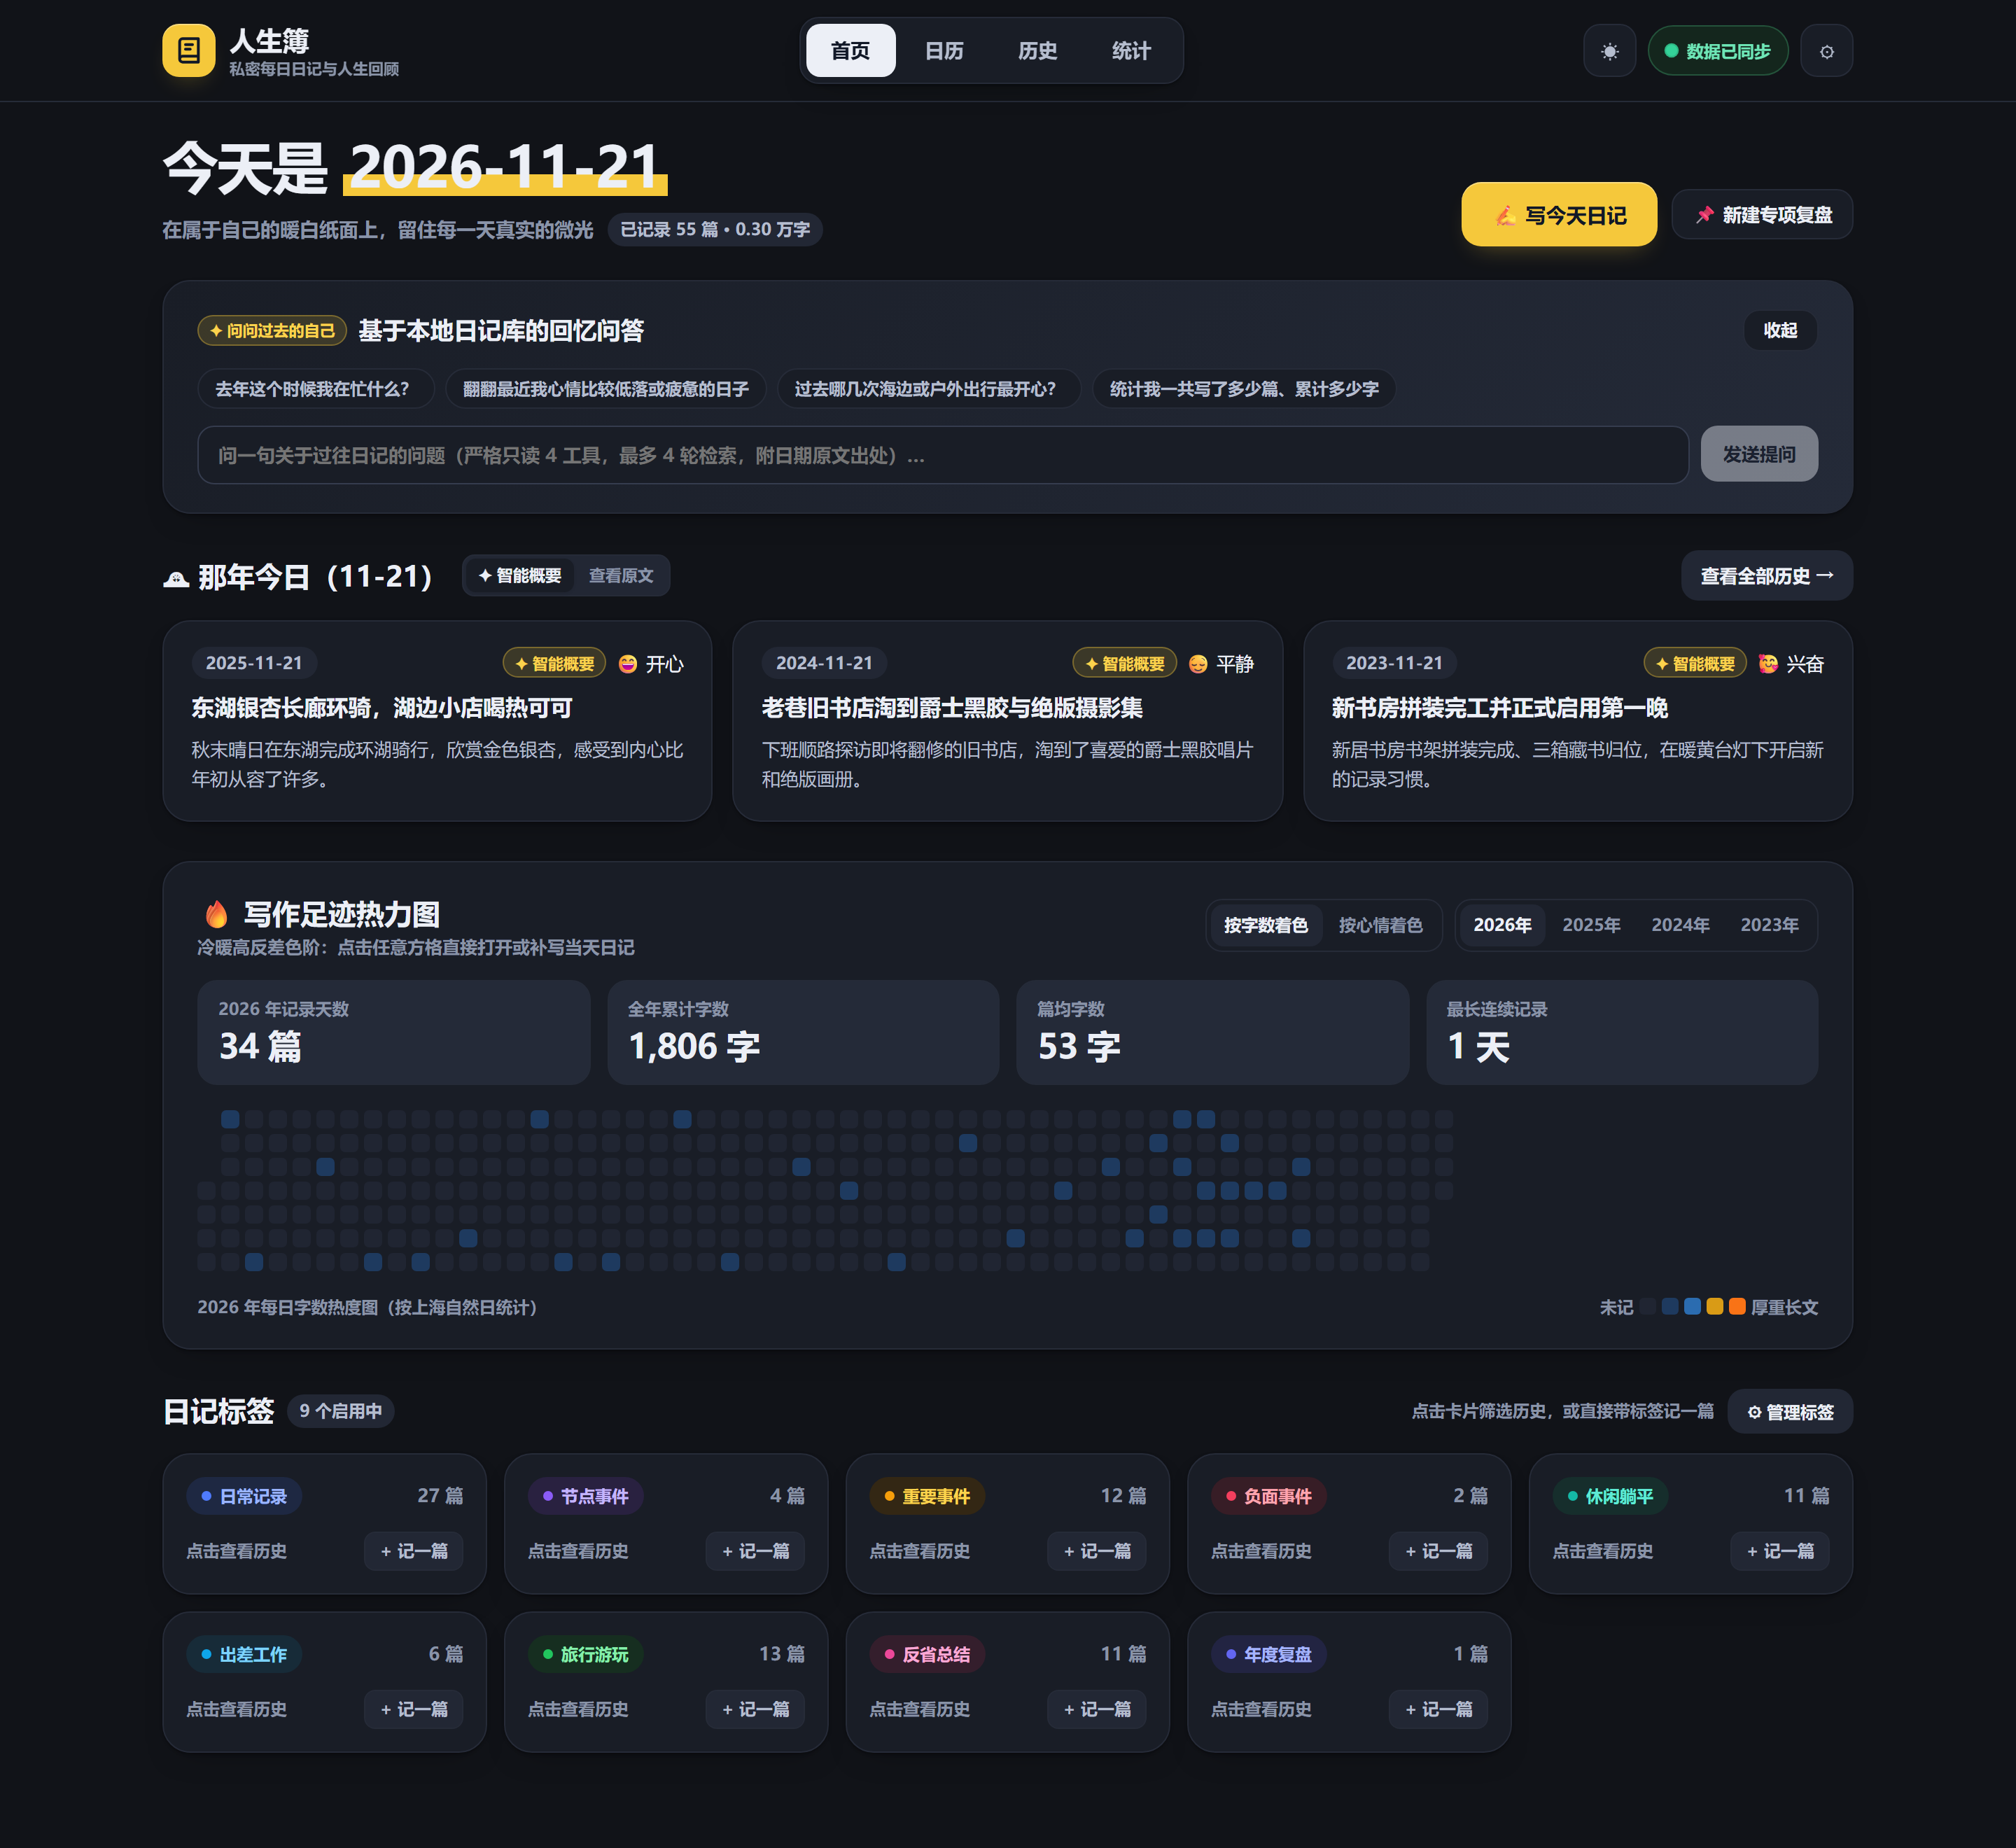 人生簿
私密每日日记与人生回顾
首页 日历 历史 统计
数据已同步
今天是 2026-11-21
在属于自己的暖白纸面上，留住每一天真实的微光 已记录 55 篇 • 0.30 万字
✍️ 写今天日记 📌 新建专项复盘
✦ 问问过去的自己 基于本地日记库的回忆问答 收起
去年这个时候我在忙什么？ 翻翻最近我心情比较低落或疲惫的日子 过去哪几次海边或户外出行最开心？ 统计我一共写了多少篇、累计多少字
问一句关于过往日记的问题（严格只读 4 工具，最多 4 轮检索，附日期原文出处）... 发送提问
那年今日（11-21） ✦ 智能概要 查看原文 查看全部历史 →
2025-11-21 ✦ 智能概要 😄 开心
东湖银杏长廊环骑，湖边小店喝热可可
秋末晴日在东湖完成环湖骑行，欣赏金色银杏，感受到内心比
年初从容了许多。
2024-11-21 ✦ 智能概要 😌 平静
老巷旧书店淘到爵士黑胶与绝版摄影集
下班顺路探访即将翻修的旧书店，淘到了喜爱的爵士黑胶唱片
和绝版画册。
2023-11-21 ✦ 智能概要 🥰 兴奋
新书房拼装完工并正式启用第一晚
新居书房书架拼装完成、三箱藏书归位，在暖黄台灯下开启新
的记录习惯。
🔥 写作足迹热力图
冷暖高反差色阶：点击任意方格直接打开或补写当天日记
按字数着色 按心情着色 2026年 2025年 2024年 2023年
2026 年记录天数
34 篇
全年累计字数
1,806 字
篇均字数
53 字
最长连续记录
1 天
2026 年每日字数热度图（按上海自然日统计） 未记 厚重长文
日记标签 9 个启用中 点击卡片筛选历史，或直接带标签记一篇 ⚙ 管理标签
日常记录 27 篇
点击查看历史 + 记一篇
节点事件 4 篇
点击查看历史 + 记一篇
重要事件 12 篇
点击查看历史 + 记一篇
负面事件 2 篇
点击查看历史 + 记一篇
休闲躺平 11 篇
点击查看历史 + 记一篇
出差工作 6 篇
点击查看历史 + 记一篇
旅行游玩 13 篇
点击查看历史 + 记一篇
反省总结 11 篇
点击查看历史 + 记一篇
年度复盘 1 篇
点击查看历史 + 记一篇